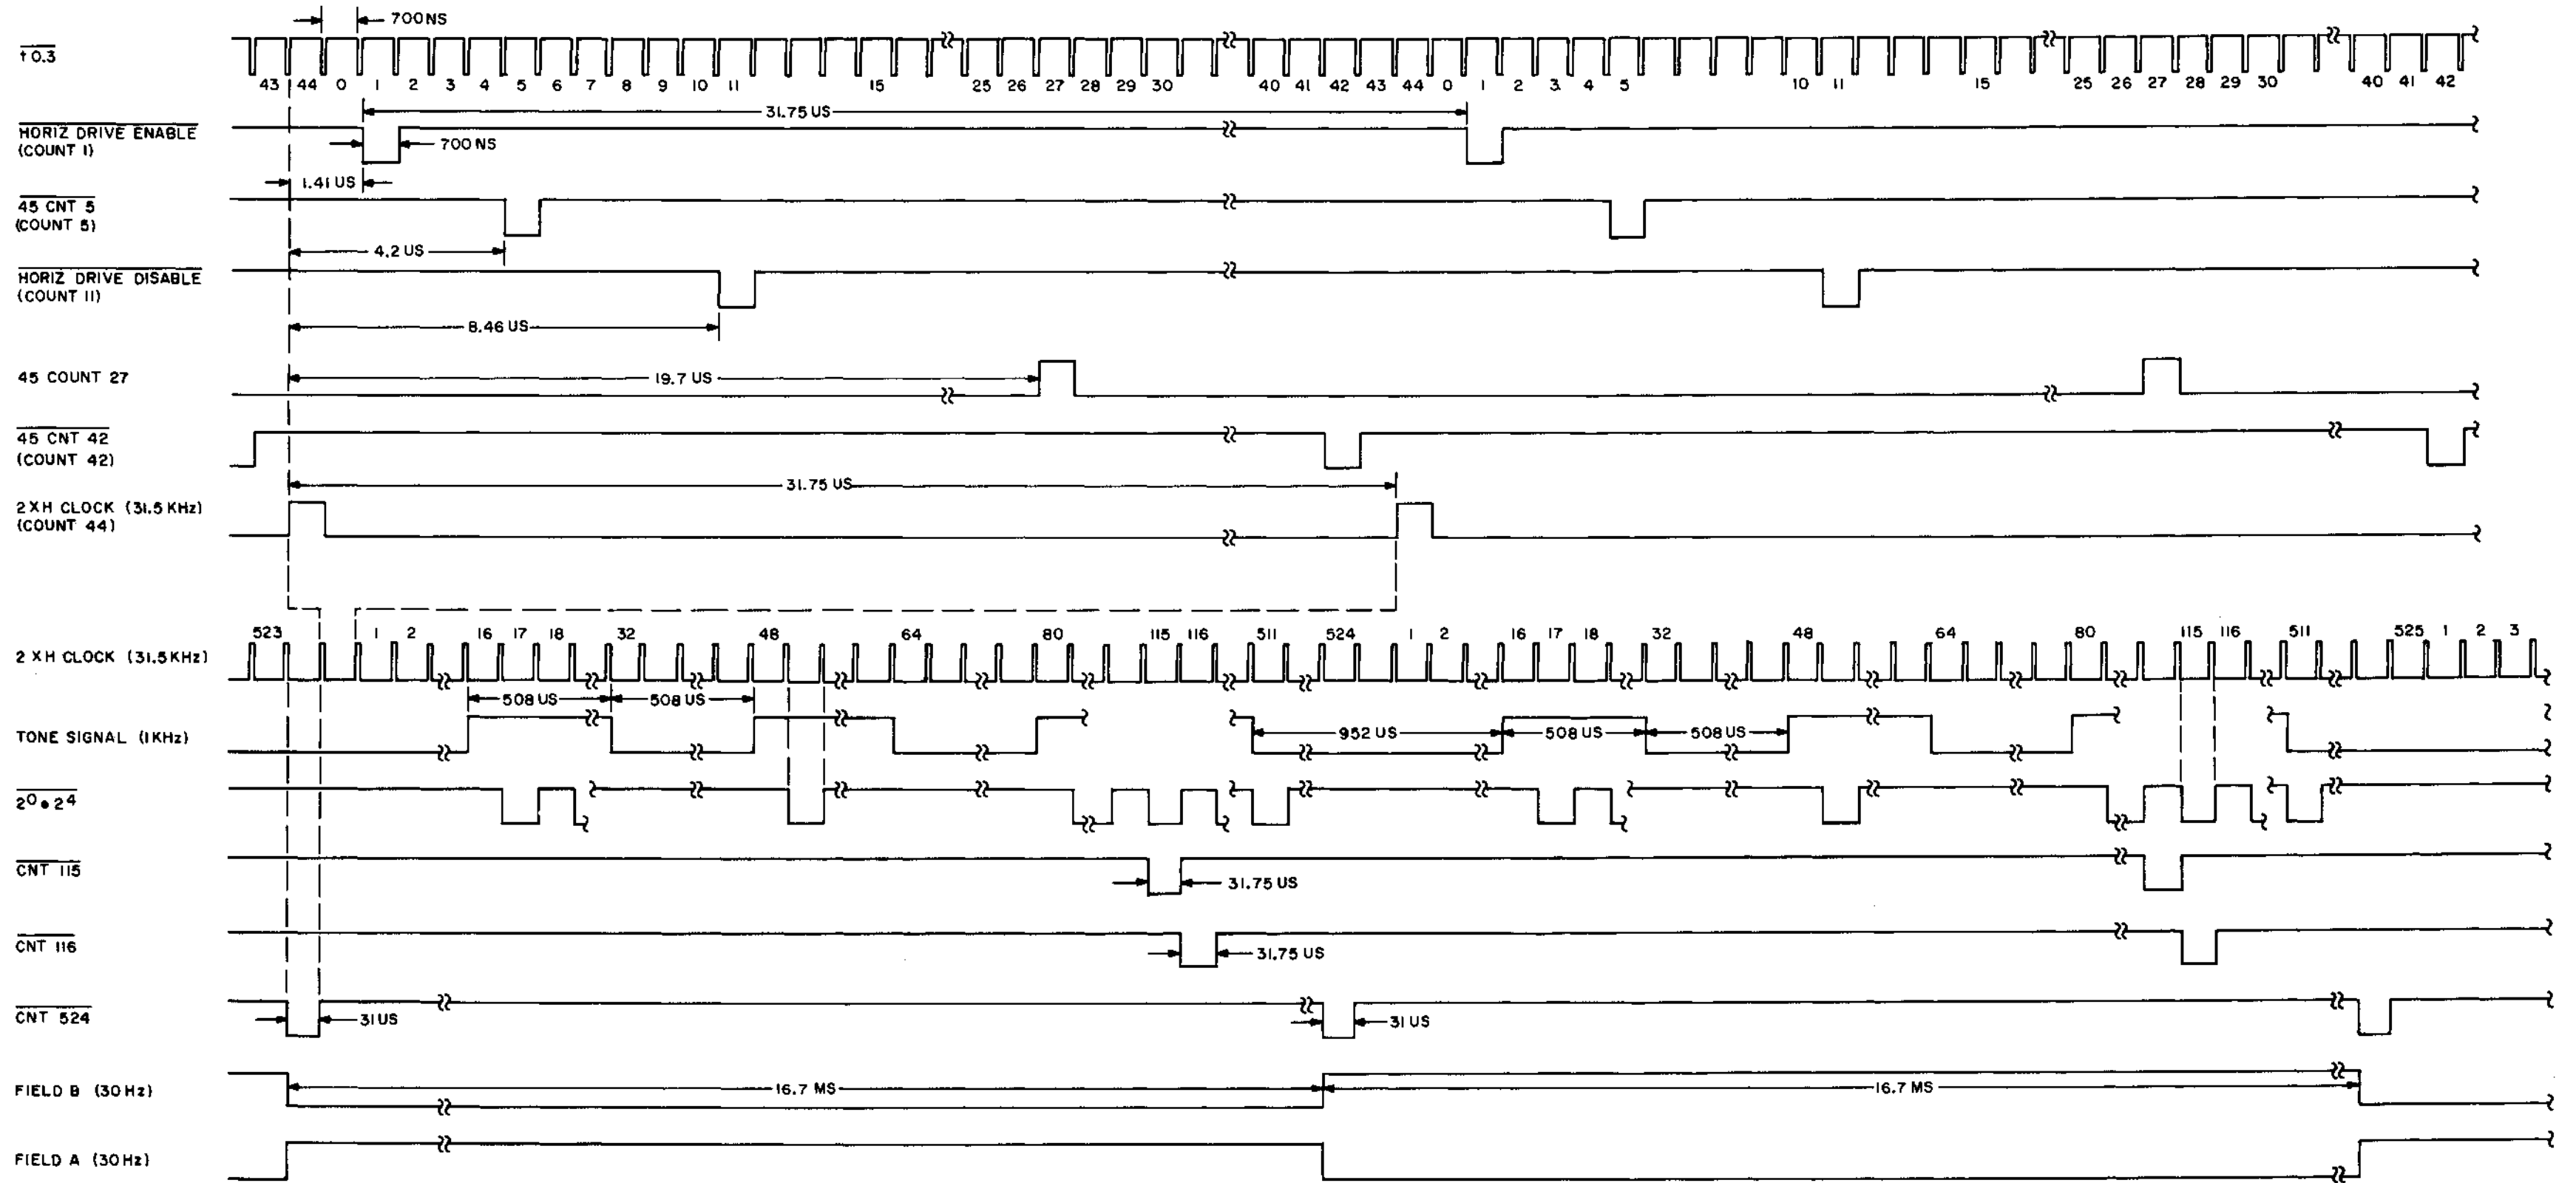 700 NS
t 0.3
43 44 0 1 2 3 4 5 6 7 8 9 10 11 15 25 26 27 28 29 30 40 41 42 43 44 0 1 2 3 4 5 10 11 15 25 26 27 28 29 30 40 41 42
31.75 US
HORIZ DRIVE ENABLE
(COUNT 1)
700 NS
1.41 US
45 CNT 5
(COUNT 5)
4.2 US
HORIZ DRIVE DISABLE
(COUNT 11)
8.46 US
45 COUNT 27
19.7 US
45 CNT 42
(COUNT 42)
31.75 US
2 XH CLOCK (31.5 KHz)
(COUNT 44)
523 1 2 16 17 18 32 48 64 80 115 116 511 524 1 2 16 17 18 32 48 64 80 115 116 511 525 1 2 3
2 XH CLOCK (31.5KHz)
508 US 508 US
TONE SIGNAL (1KHz)
952 US 508 US 508 US
2⁰•2⁴
CNT 115
31.75 US
CNT 116
31.75 US
CNT 524
31 US 31 US
FIELD B (30 Hz)
16.7 MS 16.7 MS
FIELD A (30Hz)